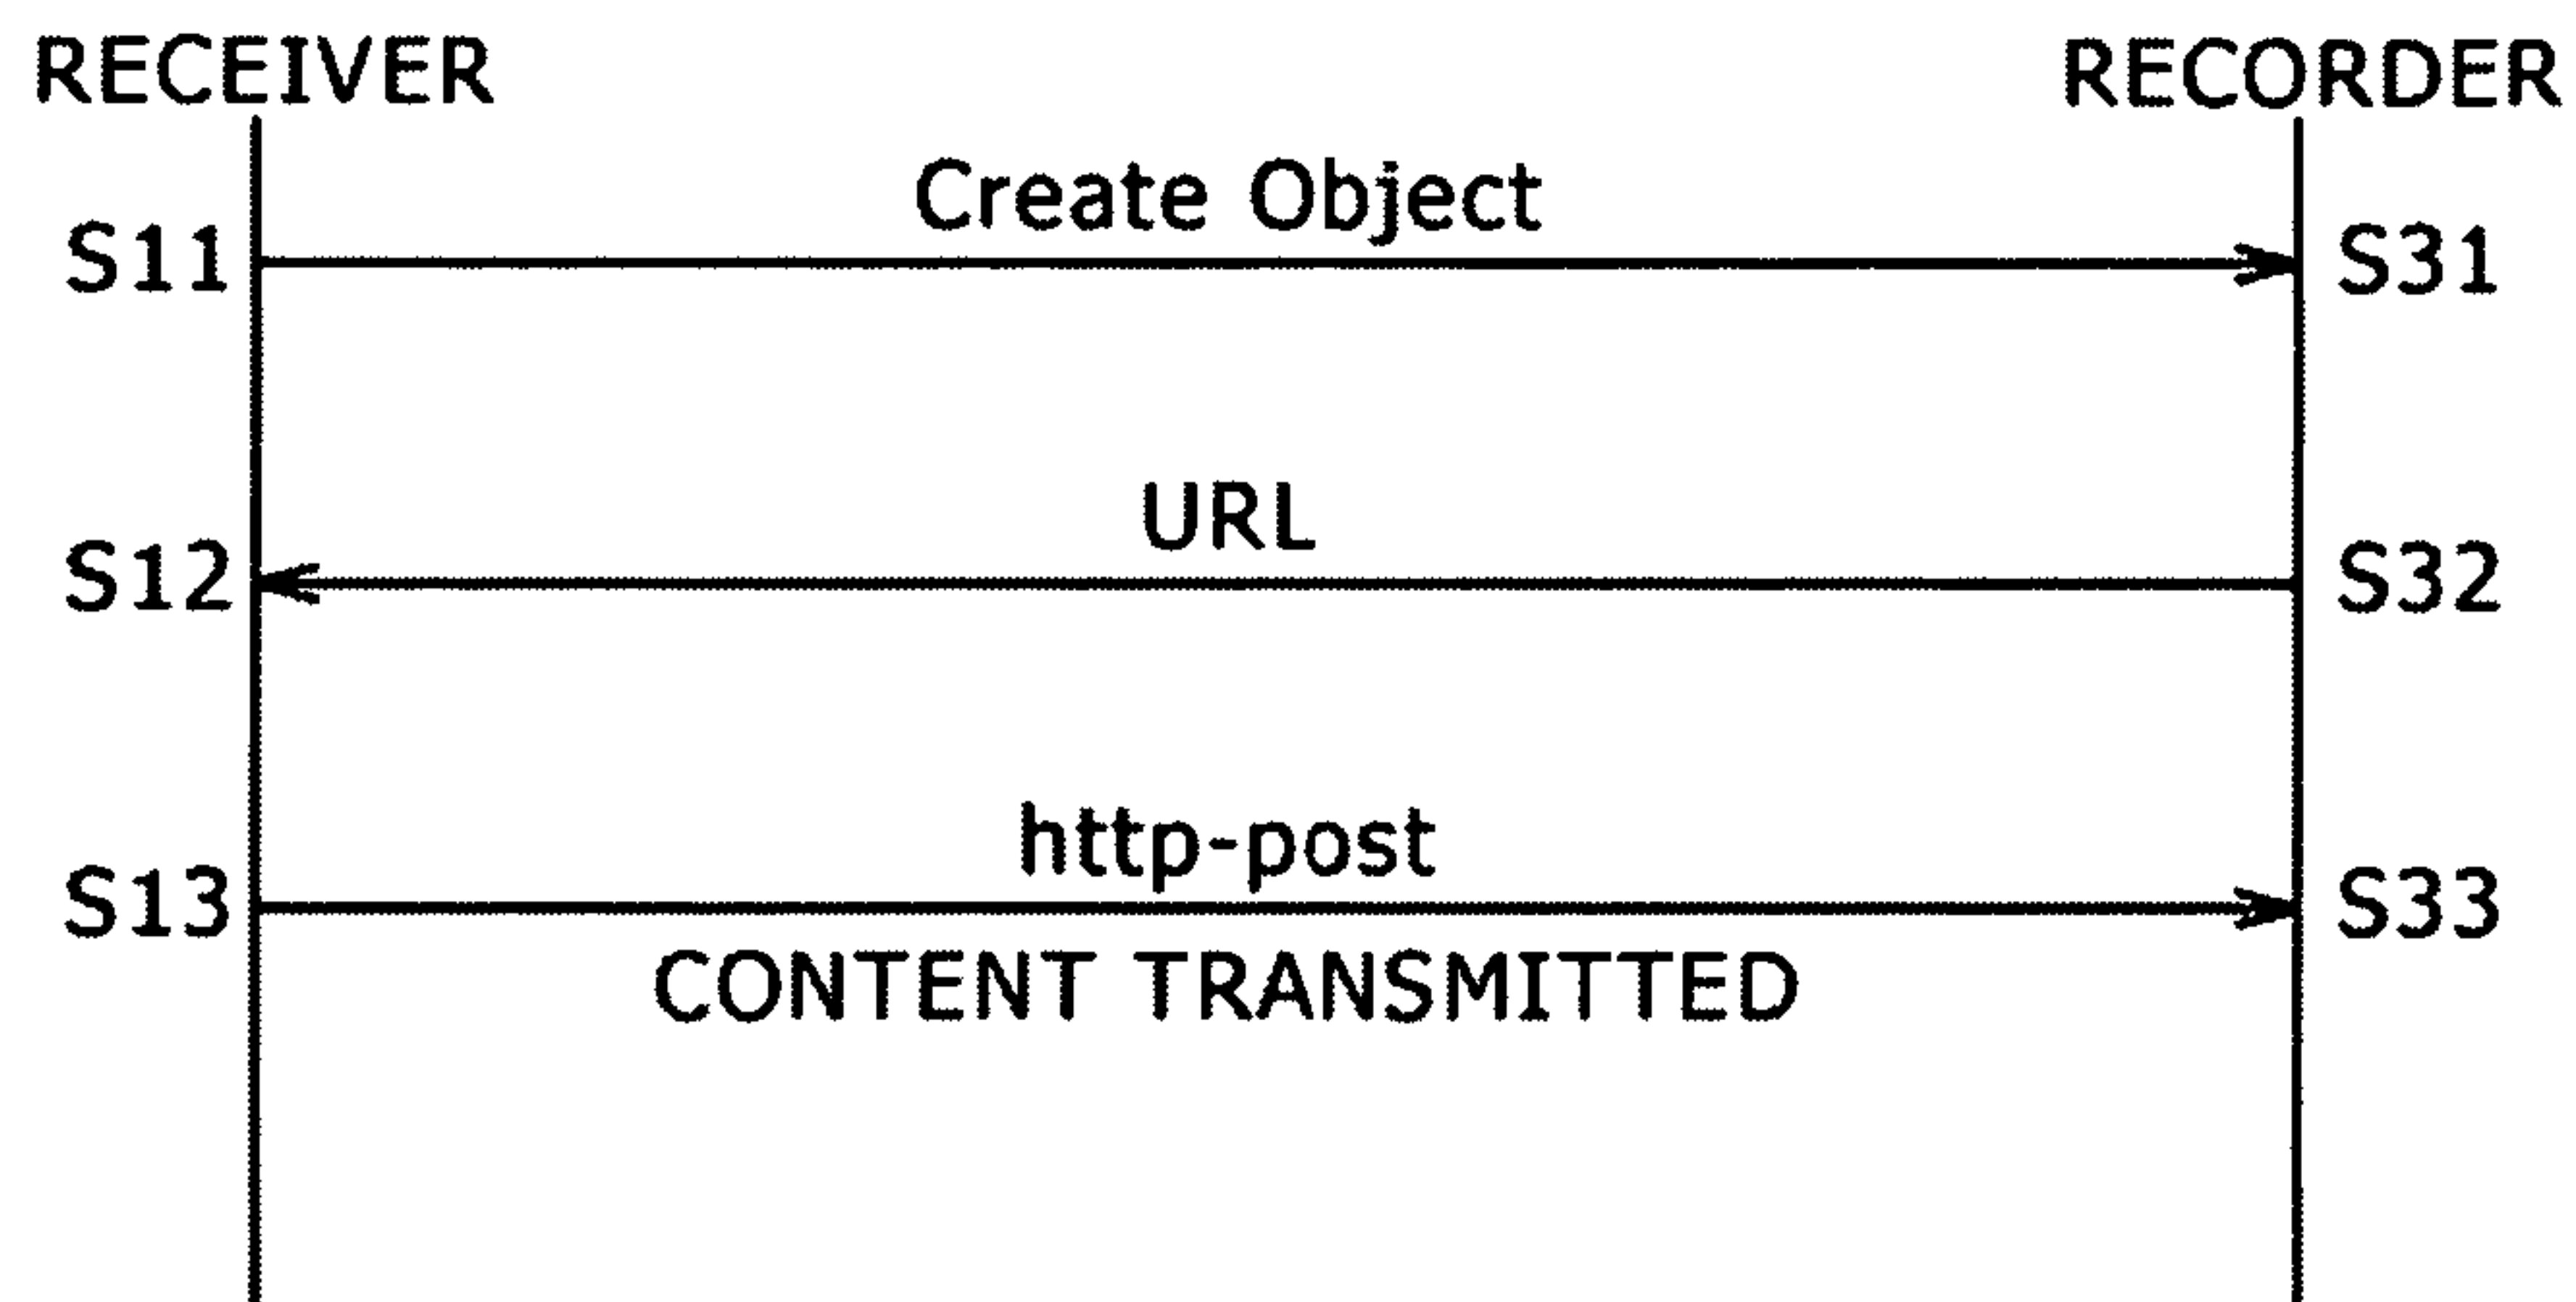 RECEIVER RECORDER
Create Object
S11 S31
URL
S12 S32
http-post
S13 S33
CONTENT TRANSMITTED